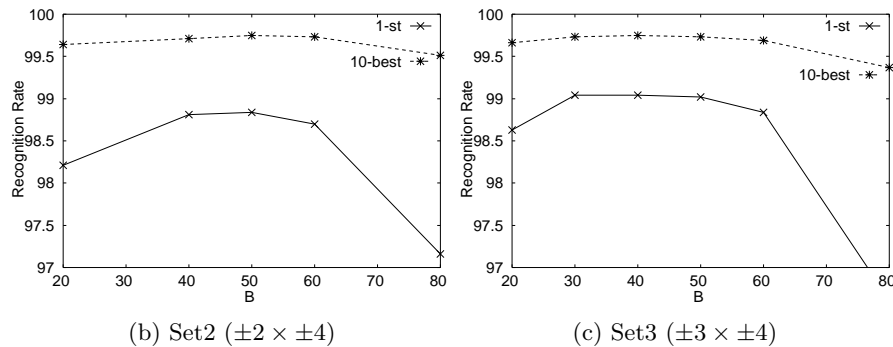 100
99.5
99
98.5
98
97.5
97
Recognition Rate
1-st
10-best
20 30 40 50 60 70 80
B
(b) Set2 (±2 × ±4)
100
99.5
99
98.5
98
97.5
97
Recognition Rate
1-st
10-best
20 30 40 50 60 70 80
B
(c) Set3 (±3 × ±4)